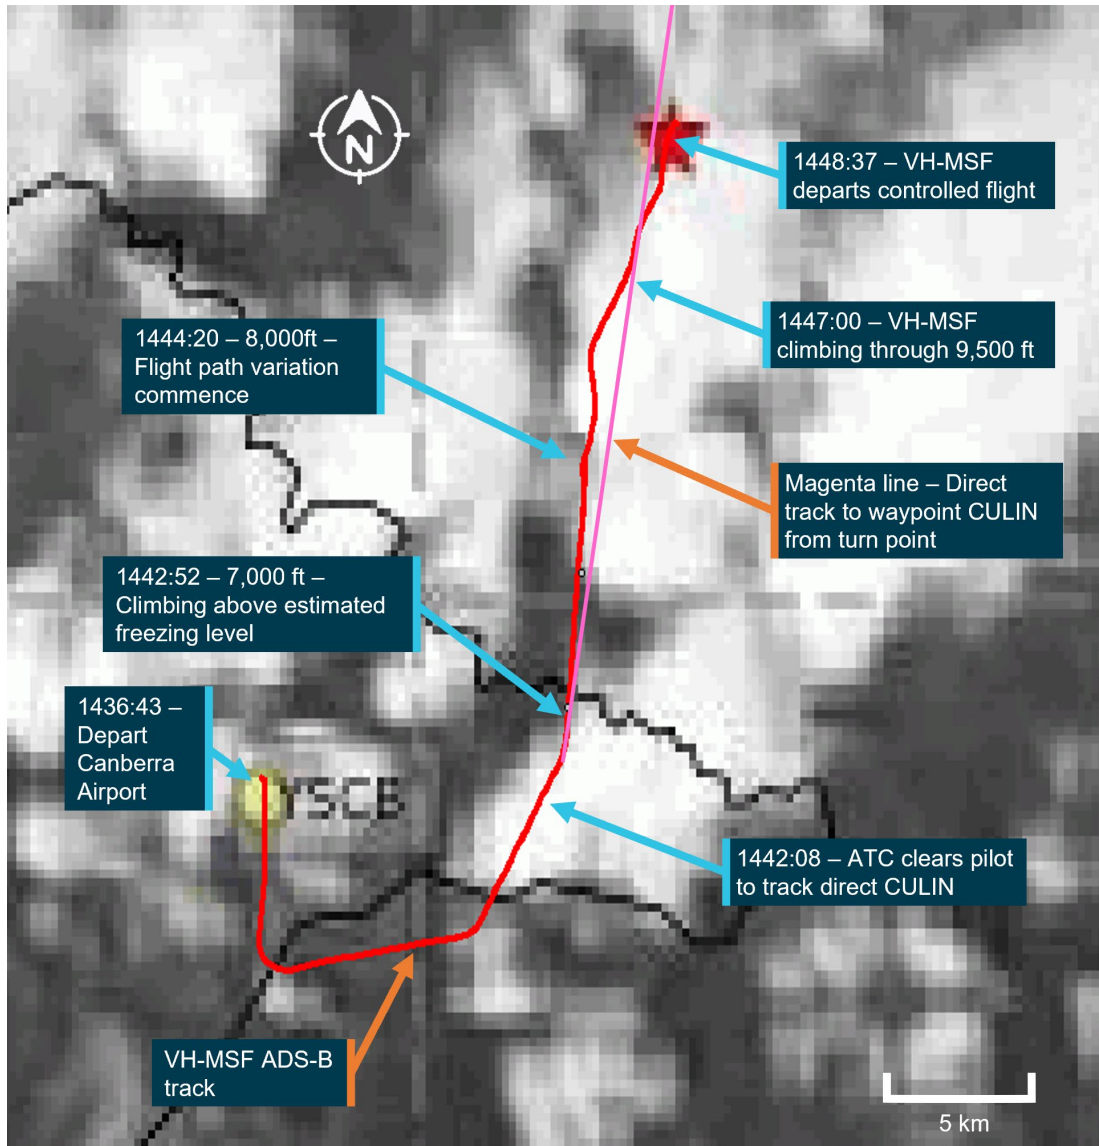 N
1448:37 – VH-MSF
departs controlled flight
1447:00 – VH-MSF
climbing through 9,500 ft
1444:20 – 8,000ft –
Flight path variation
commence
Magenta line – Direct
track to waypoint CULIN
from turn point
1442:52 – 7,000 ft –
Climbing above estimated
freezing level
1436:43 –
Depart
Canberra
Airport
YSCB
1442:08 – ATC clears pilot
to track direct CULIN
VH-MSF ADS-B
track
5 km